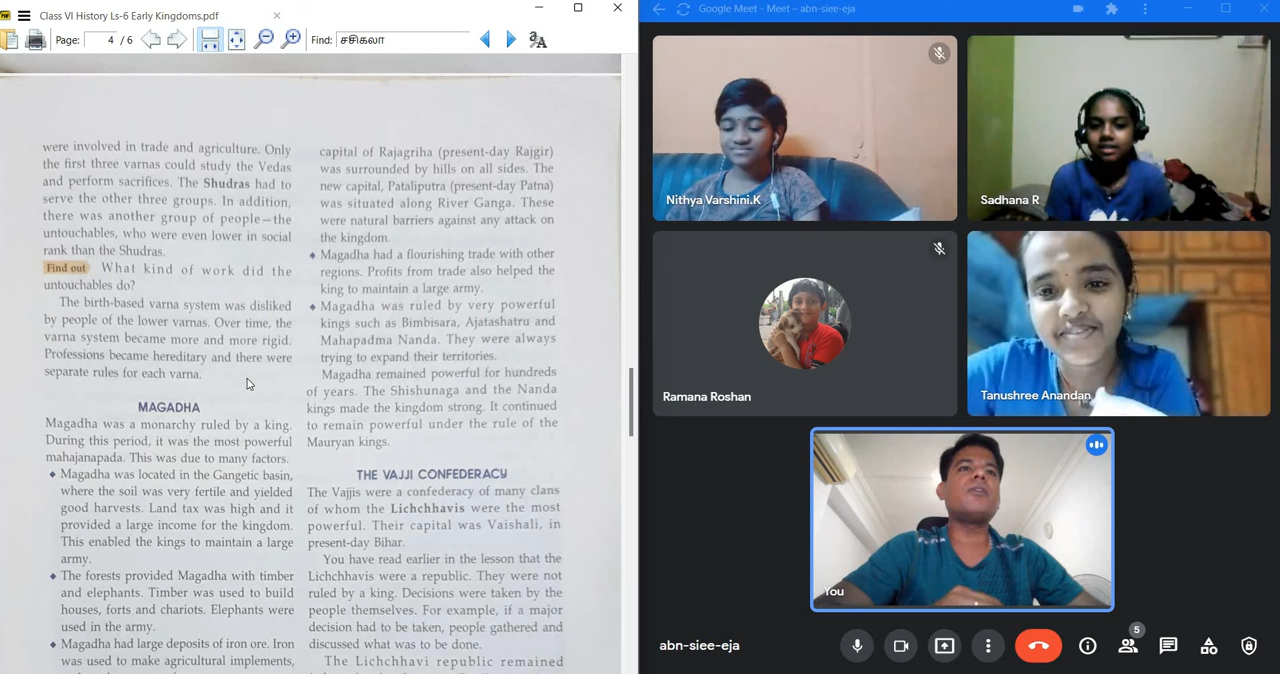 Class VI History Ls-6 Early Kingdoms.pdf
Page: 4 / 6
Find:
were involved in trade and agriculture. Only
the first three varnas could study the Vedas
and perform sacrifices. The Shudras had to
serve the other three groups. In addition,
there was another group of people—the
untouchables, who were even lower in social
rank than the Shudras.
Find out What kind of work did the
untouchables do?
The birth-based varna system was disliked
by people of the lower varnas. Over time, the
varna system became more and more rigid.
Professions became hereditary and there were
separate rules for each varna.
MAGADHA
Magadha was a monarchy ruled by a king.
During this period, it was the most powerful
mahajanapada. This was due to many factors.
◆ Magadha was located in the Gangetic basin,
where the soil was very fertile and yielded
good harvests. Land tax was high and it
provided a large income for the kingdom.
This enabled the kings to maintain a large
army.
◆ The forests provided Magadha with timber
and elephants. Timber was used to build
houses, forts and chariots. Elephants were
used in the army.
◆ Magadha had large deposits of iron ore. Iron
was used to make agricultural implements,
capital of Rajagriha (present-day Rajgir)
was surrounded by hills on all sides. The
new capital, Pataliputra (present-day Patna)
was situated along River Ganga. These
were natural barriers against any attack on
the kingdom.
◆ Magadha had a flourishing trade with other
regions. Profits from trade also helped the
king to maintain a large army.
◆ Magadha was ruled by very powerful
kings such as Bimbisara, Ajatashatru and
Mahapadma Nanda. They were always
trying to expand their territories.
Magadha remained powerful for hundreds
of years. The Shishunaga and the Nanda
kings made the kingdom strong. It continued
to remain powerful under the rule of the
Mauryan kings.
THE VAJJI CONFEDERACY
The Vajjis were a confederacy of many clans
of whom the Lichchhavis were the most
powerful. Their capital was Vaishali, in
present-day Bihar.
You have read earlier in the lesson that the
Lichchhavis were a republic. They were not
ruled by a king. Decisions were taken by the
people themselves. For example, if a major
decision had to be taken, people gathered and
discussed what was to be done.
The Lichchhavi republic remained
Google Meet - Meet – abn-siee-eja
Nithya Varshini.K
Sadhana R
Ramana Roshan
Tanushree Anandan
You
abn-siee-eja
5